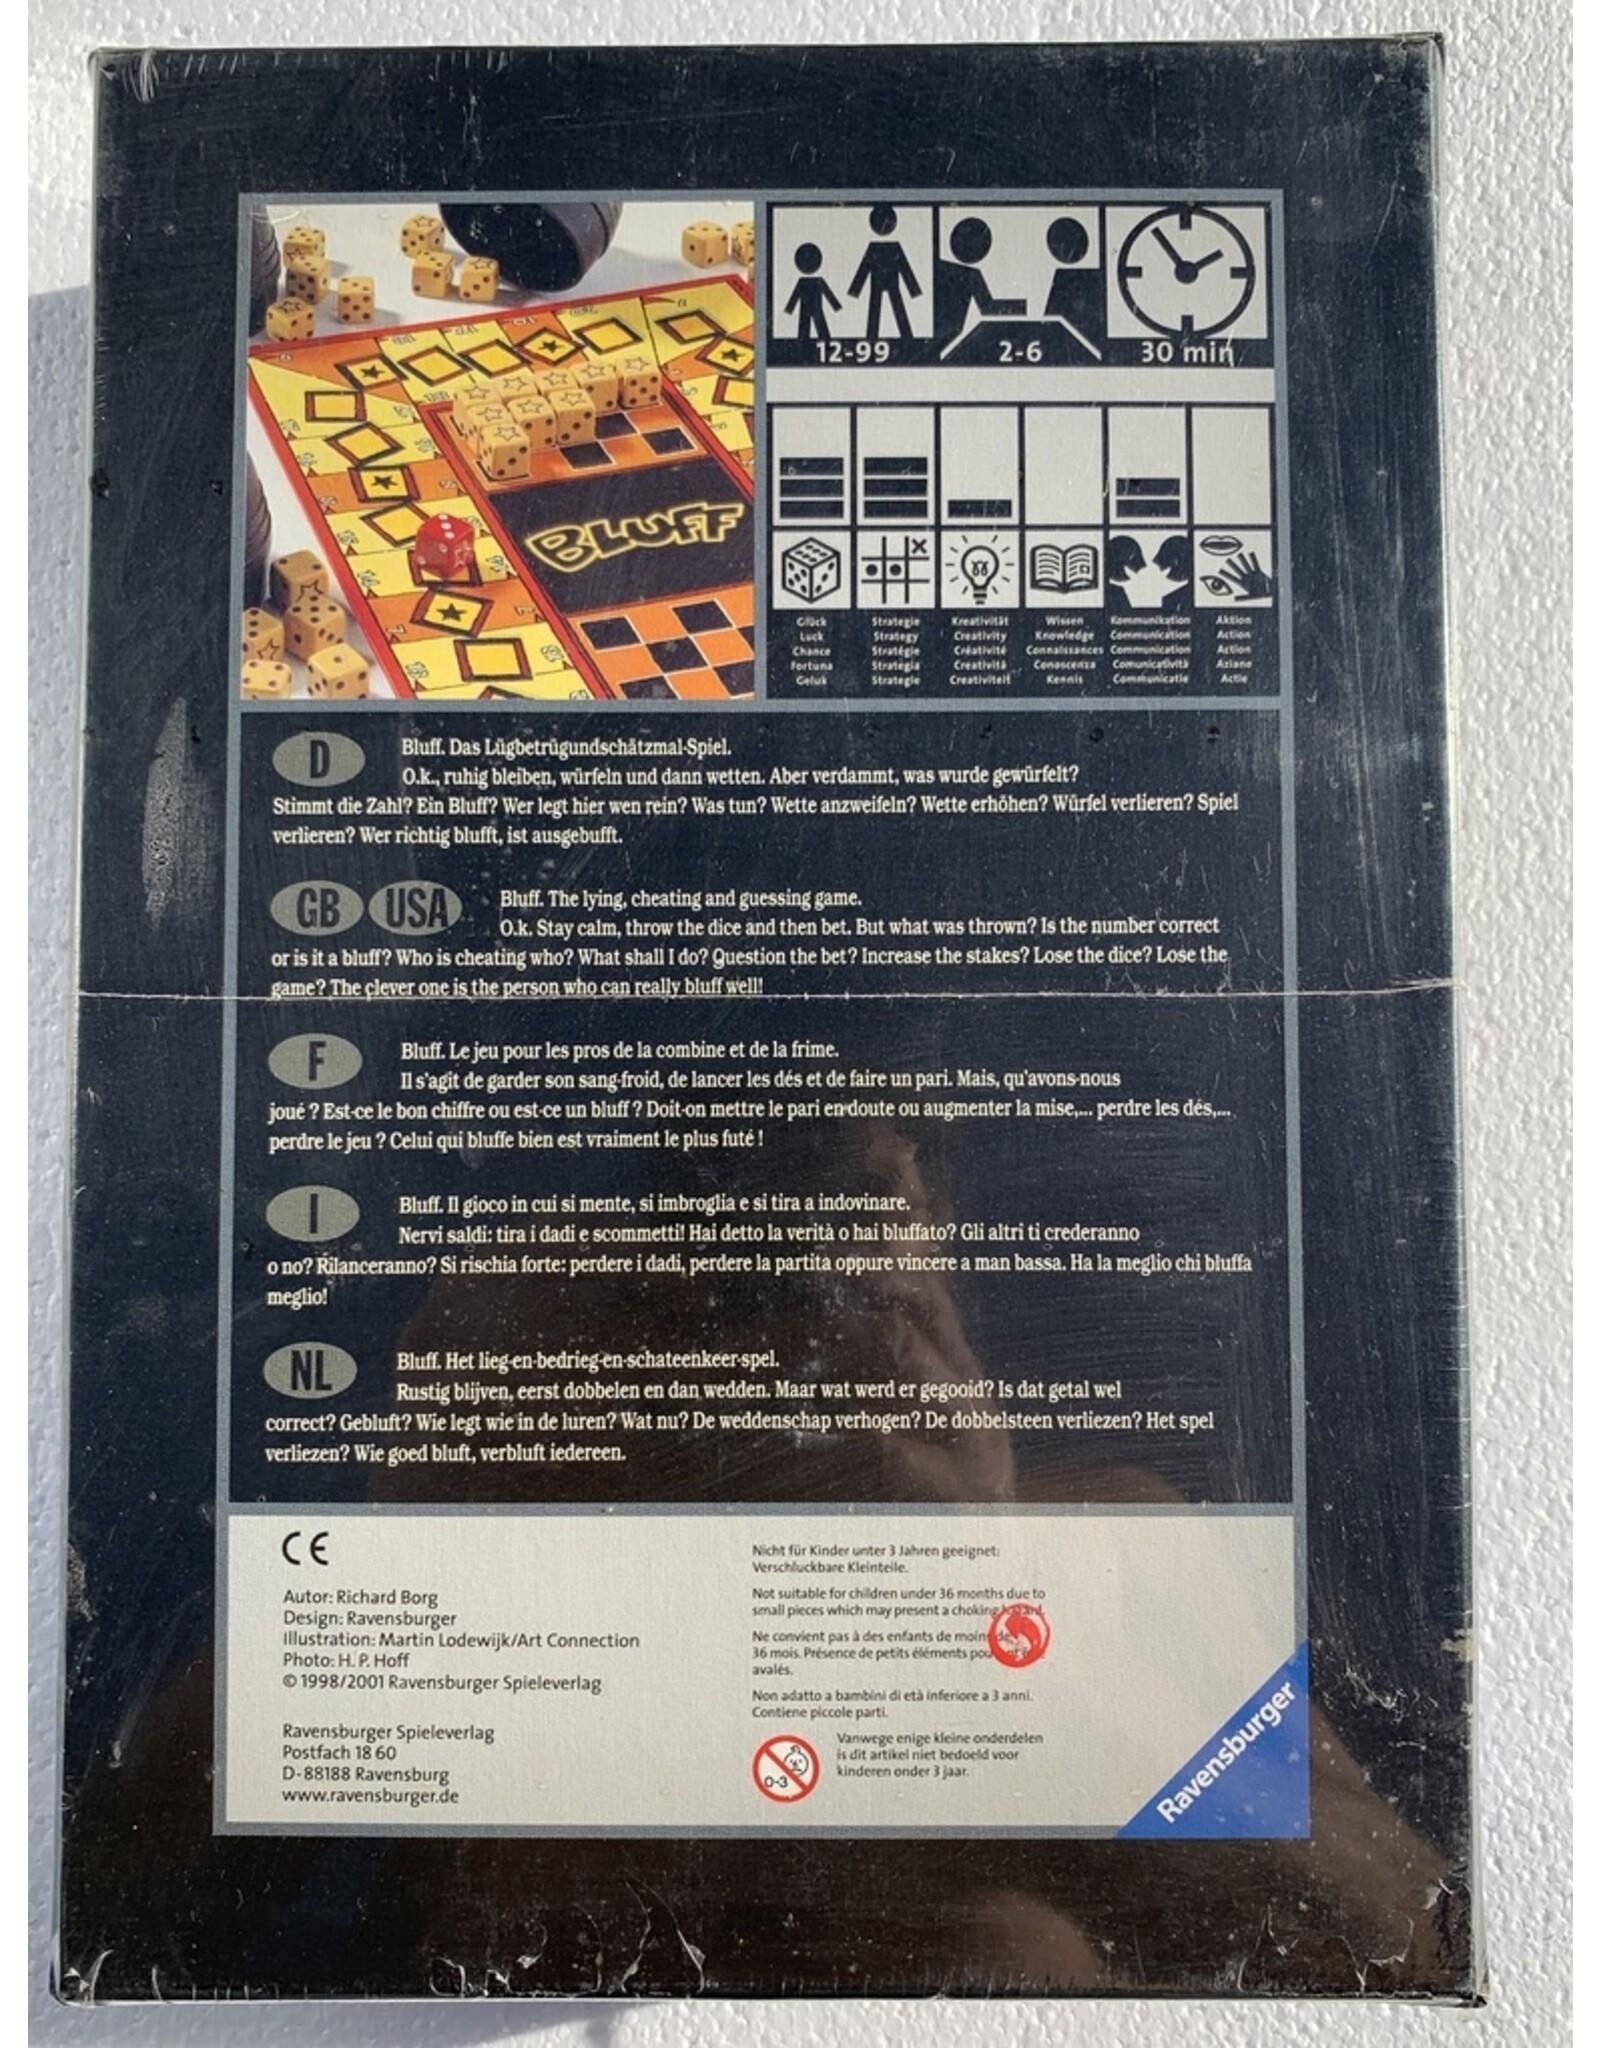 BLUFF
12-99
2-6
30 min
Glück
Luck
Chance
Fortuna
Geluk
Strategie
Strategy
Stratégie
Strategia
Strategie
Kreativität
Creativity
Créativité
Creatività
Creativiteit
Wissen
Knowledge
Connaissances
Conoscenza
Kennis
Kommunikation
Communication
Communication
Comunicatività
Communicatie
Aktion
Action
Action
Azione
Actie
D
Bluff. Das Lügbetrügundschätzmal-Spiel.
O.k., ruhig bleiben, würfeln und dann wetten. Aber verdammt, was wurde gewürfelt?
Stimmt die Zahl? Ein Bluff? Wer legt hier wen rein? Was tun? Wette anzweifeln? Wette erhöhen? Würfel verlieren? Spiel
verlieren? Wer richtig blufft, ist ausgebufft.
GB USA
Bluff. The lying, cheating and guessing game.
O.k. Stay calm, throw the dice and then bet. But what was thrown? Is the number correct
or is it a bluff? Who is cheating who? What shall I do? Question the bet? Increase the stakes? Lose the dice? Lose the
game? The clever one is the person who can really bluff well!
F
Bluff. Le jeu pour les pros de la combine et de la frime.
Il s'agit de garder son sang-froid, de lancer les dés et de faire un pari. Mais, qu'avons-nous
joué ? Est-ce le bon chiffre ou est-ce un bluff ? Doit-on mettre le pari en doute ou augmenter la mise,... perdre les dés,...
perdre le jeu ? Celui qui bluffe bien est vraiment le plus futé !
I
Bluff. Il gioco in cui si mente, si imbroglia e si tira a indovinare.
Nervi saldi: tira i dadi e scommetti! Hai detto la verità o hai bluffato? Gli altri ti crederanno
o no? Rilanceranno? Si rischia forte: perdere i dadi, perdere la partita oppure vincere a man bassa. Ha la meglio chi bluffa
meglio!
NL
Bluff. Het lieg-en-bedrieg-en-schateenkeer-spel.
Rustig blijven, eerst dobbelen en dan wedden. Maar wat werd er gegooid? Is dat getal wel
correct? Gebluft? Wie legt wie in de luren? Wat nu? De weddenschap verhogen? De dobbelsteen verliezen? Het spel
verliezen? Wie goed bluft, verbluft iedereen.
CE
Autor: Richard Borg
Design: Ravensburger
Illustration: Martin Lodewijk/Art Connection
Photo: H. P. Hoff
© 1998/2001 Ravensburger Spieleverlag
Ravensburger Spieleverlag
Postfach 18 60
D-88188 Ravensburg
www.ravensburger.de
Nicht für Kinder unter 3 Jahren geeignet:
Verschluckbare Kleinteile.
Not suitable for children under 36 months due to
small pieces which may present a choking hazard.
Ne convient pas à des enfants de moins de
36 mois. Présence de petits éléments
avalés.
Non adatto a bambini di età inferiore a 3 anni.
Contiene piccole parti.
0-3
Vanwege enige kleine onderdelen
is dit artikel niet bedoeld voor
kinderen onder 3 jaar.
Ravensburger